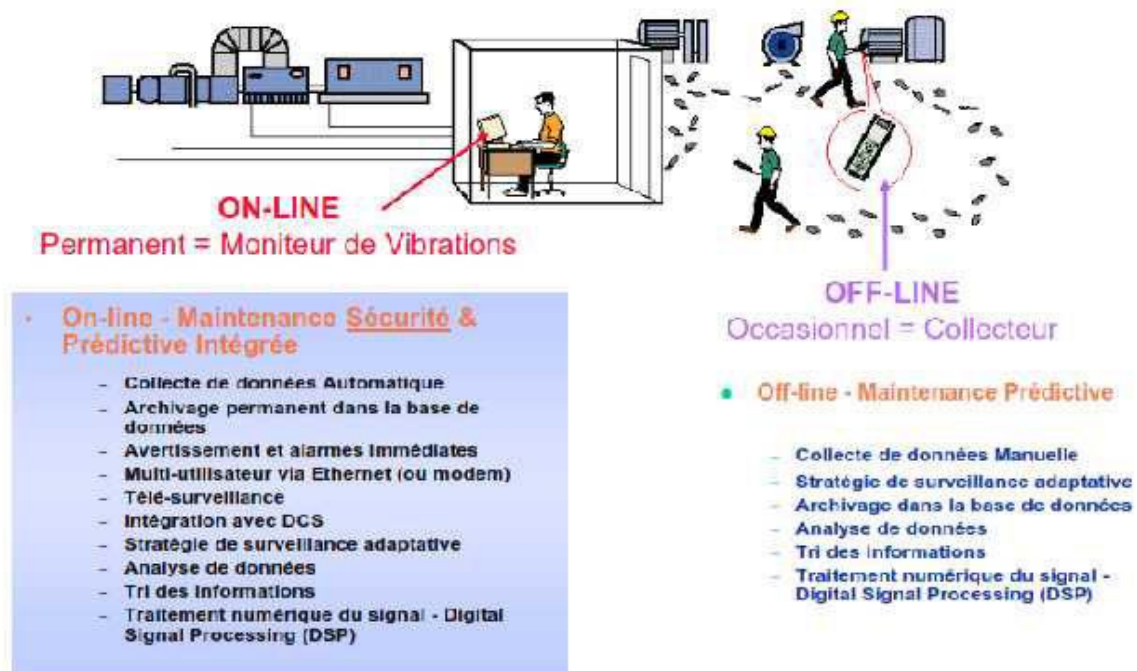 ON-LINE
Permanent = Moniteur de Vibrations
On-line - Maintenance Sécurité &
Prédictive Intégrée
- Collecte de données Automatique
- Archivage permanent dans la base de
données
- Avertissement et alarmes immédiates
- Multi-utilisateur via Ethernet (ou modem)
- Télé-surveillance
- Intégration avec DCS
- Stratégie de surveillance adaptative
- Analyse de données
- Tri des informations
- Traitement numérique du signal - Digital
Signal Processing (DSP)
OFF-LINE
Occasionnel = Collecteur
• Off-line - Maintenance Prédictive
- Collecte de données Manuelle
- Stratégie de surveillance adaptative
- Archivage dans la base de données
- Analyse de données
- Tri des informations
- Traitement numérique du signal -
Digital Signal Processing (DSP)